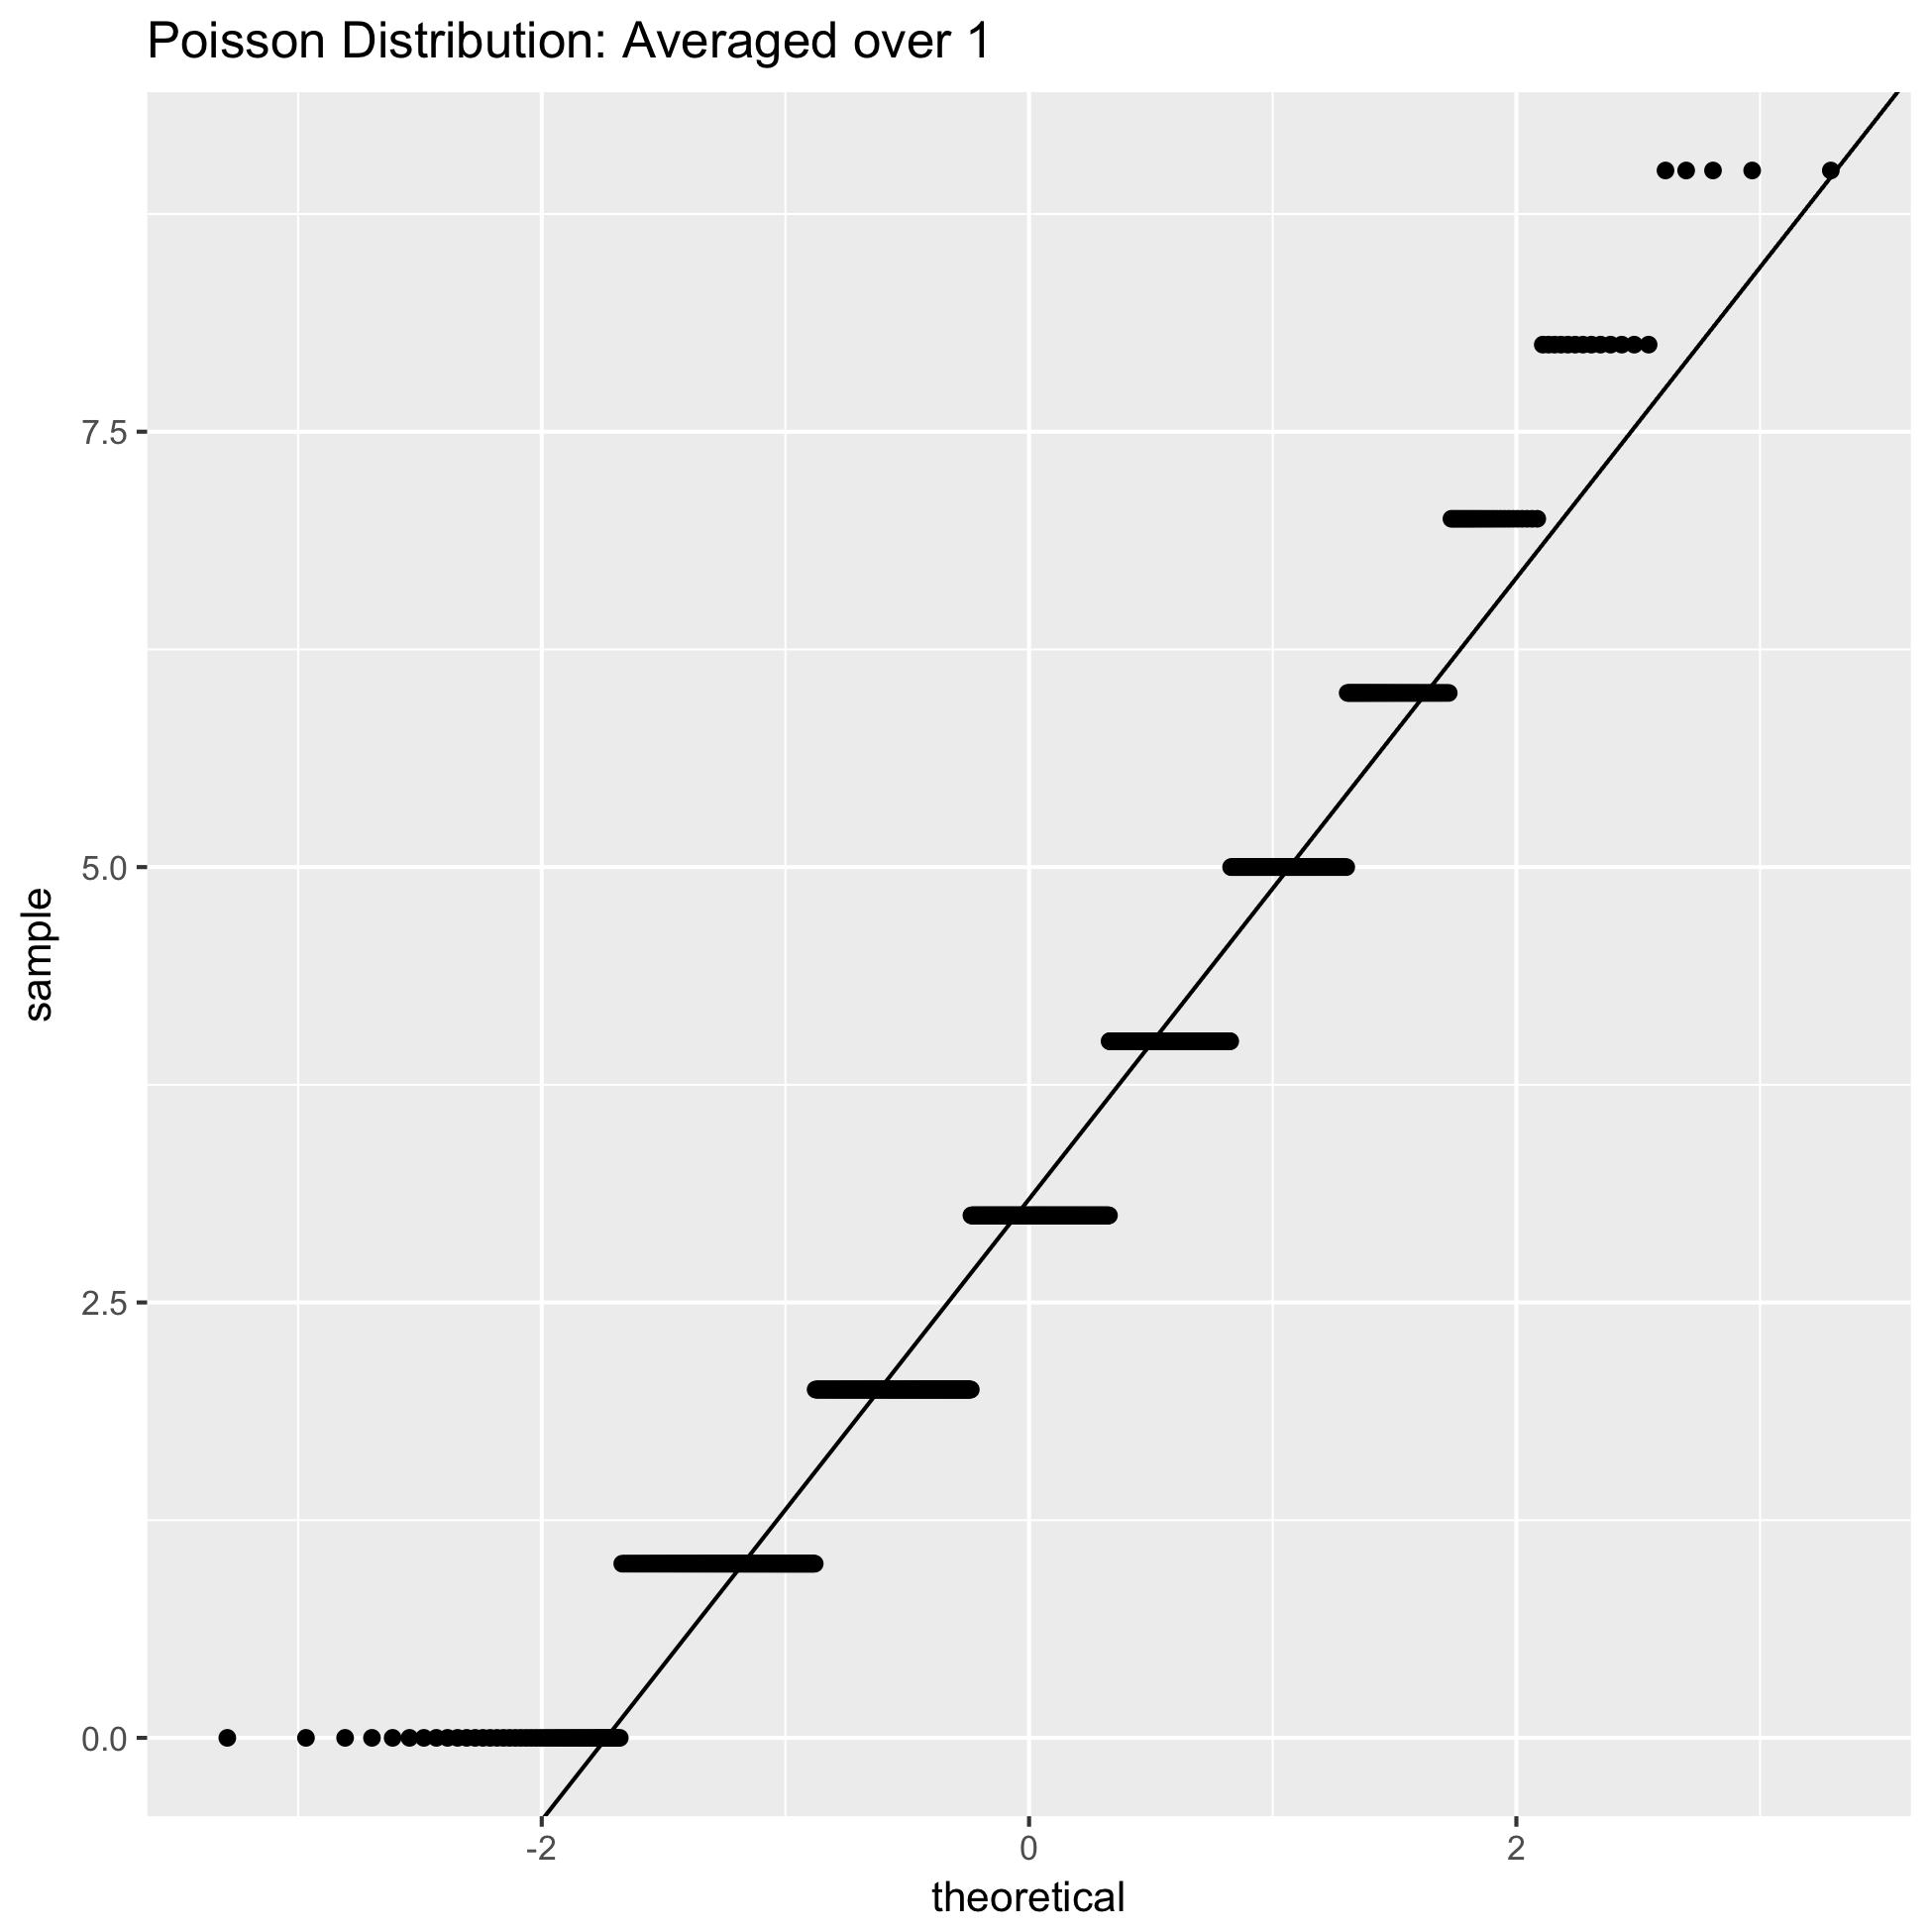 Poisson Distribution: Averaged over 1
7.5
5.0
2.5
0.0
sample
-2 0 2
theoretical